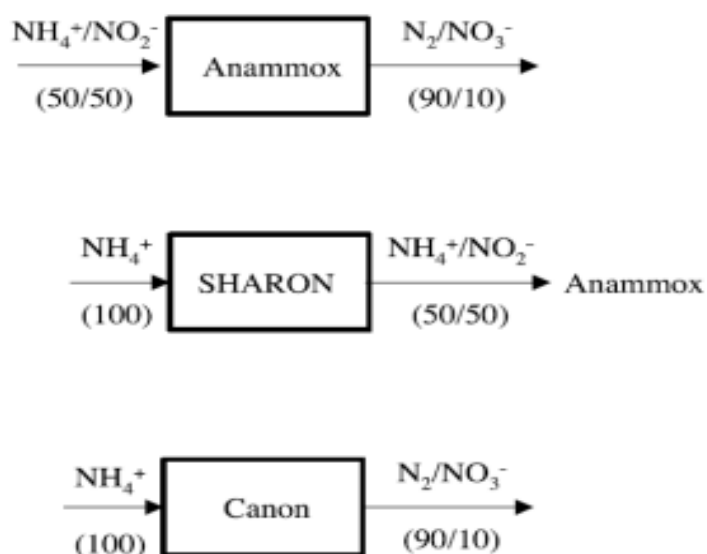 NH₄⁺/NO₂⁻
(50/50)
Anammox
N₂/NO₃⁻
(90/10)
NH₄⁺
(100)
SHARON
NH₄⁺/NO₂⁻
(50/50)
Anammox
NH₄⁺
(100)
Canon
N₂/NO₃⁻
(90/10)